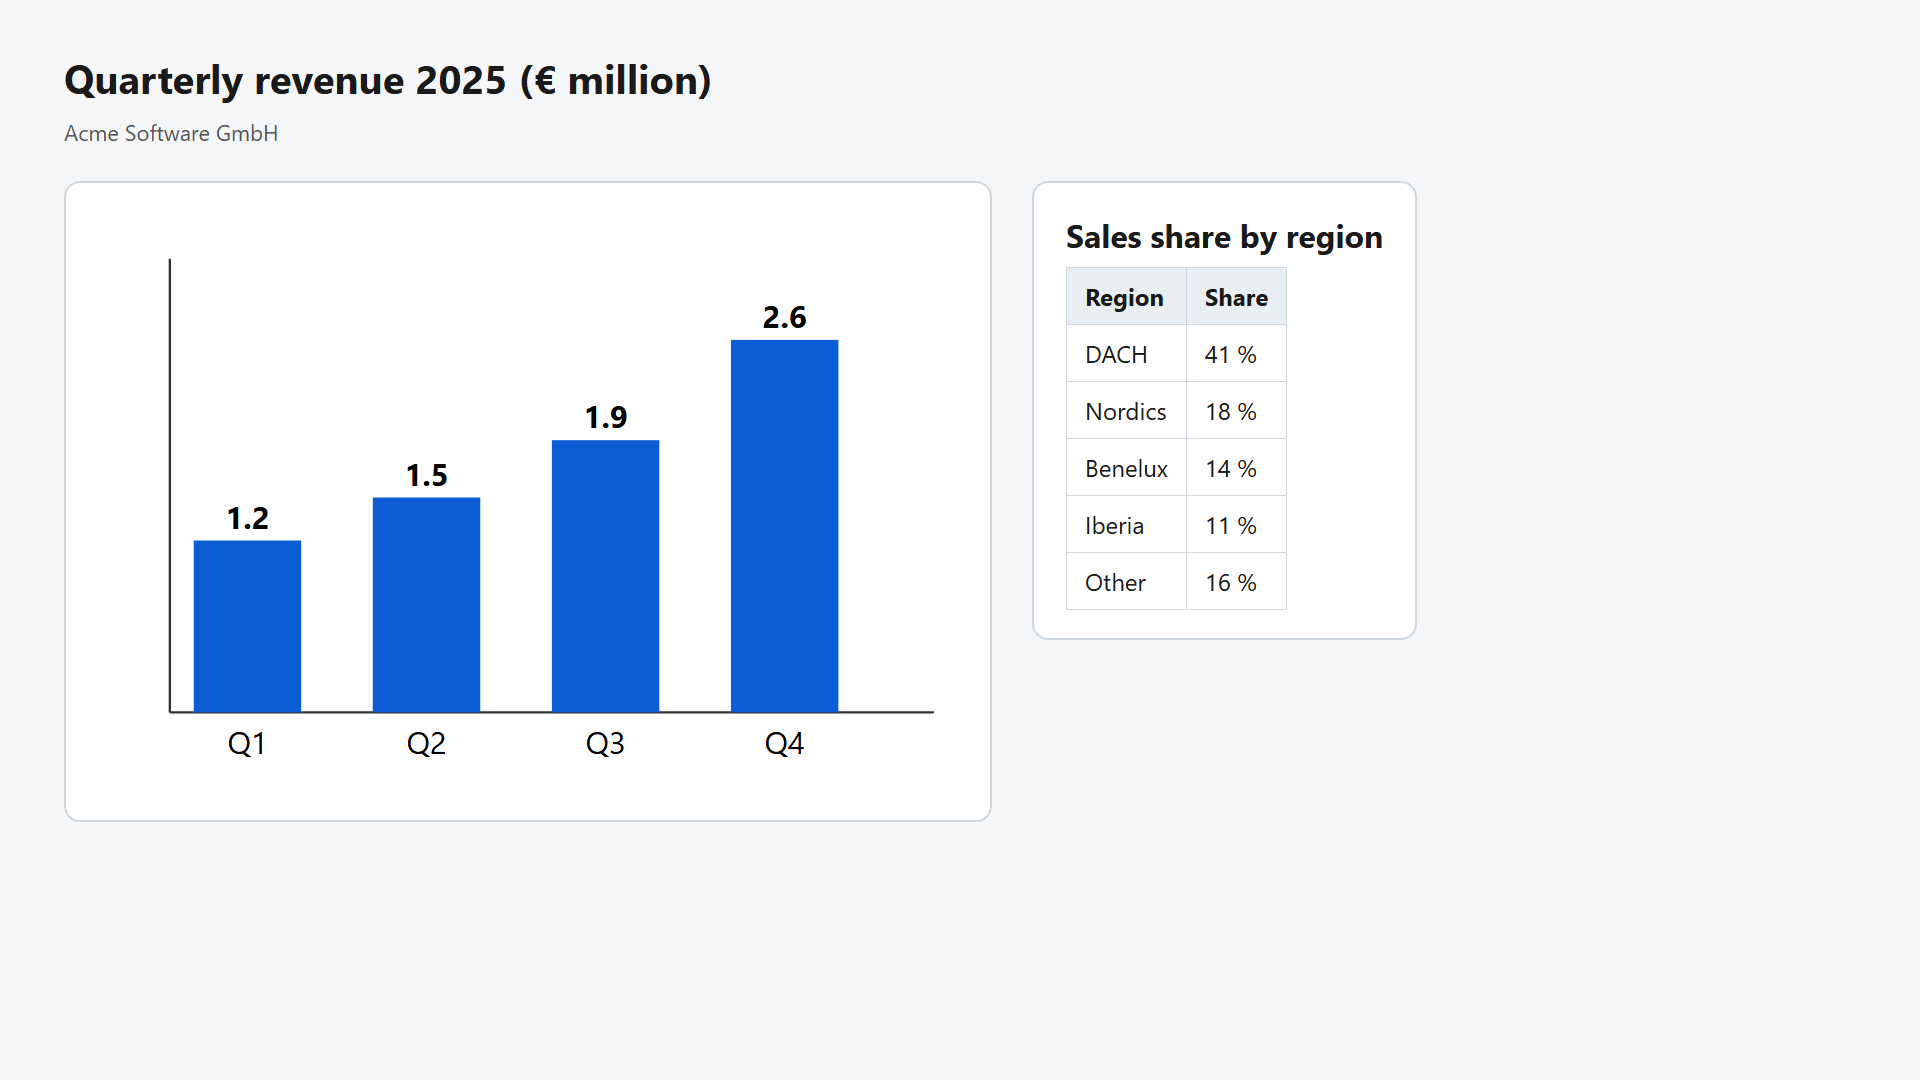 Quarterly revenue 2025 (€ million)
Acme Software GmbH
1.2
1.5
1.9
2.6
Q1 Q2 Q3 Q4
Sales share by region
Region Share
DACH 41 %
Nordics 18 %
Benelux 14 %
Iberia 11 %
Other 16 %